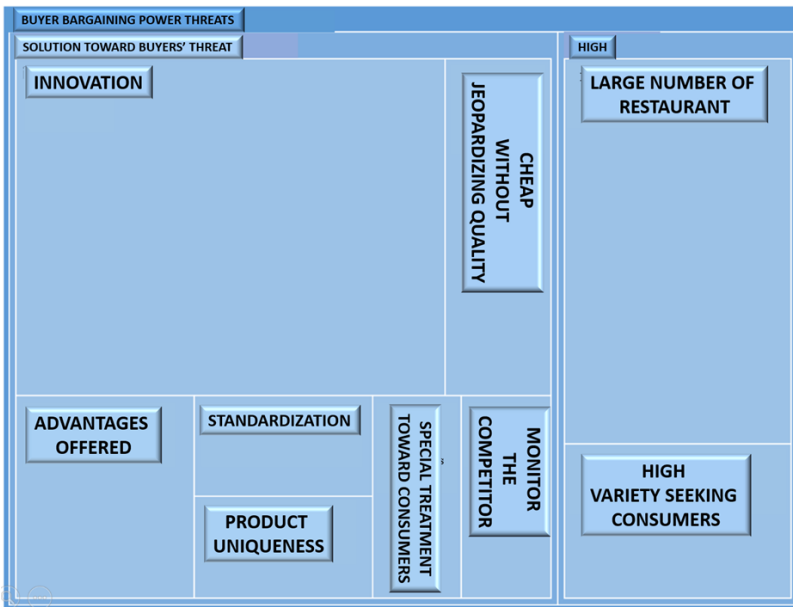 BUYER BARGAINING POWER THREATS
SOLUTION TOWARD BUYERS’ THREAT
INNOVATION
CHEAP
WITHOUT
JEOPARDIZING QUALITY
ADVANTAGES
OFFERED
STANDARDIZATION
PRODUCT
UNIQUENESS
SPECIAL TREATMENT
TOWARD CONSUMERS
MONITOR
THE
COMPETITOR
HIGH
LARGE NUMBER OF
RESTAURANT
HIGH
VARIETY SEEKING
CONSUMERS